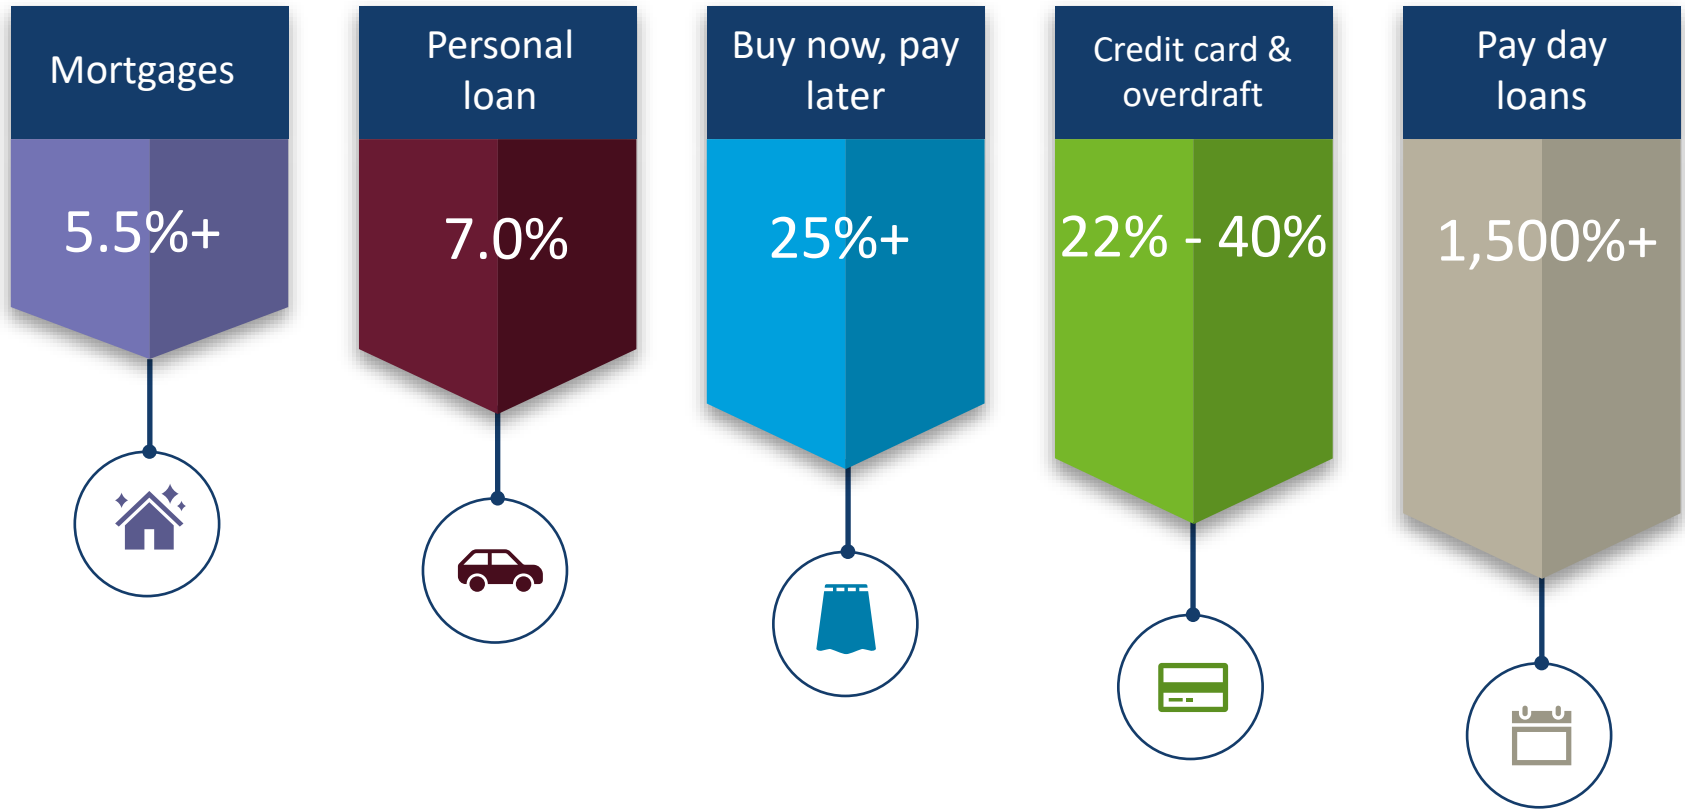 Mortgages
5.5%+
Personal
loan
7.0%
Buy now, pay
later
25%+
Credit card &
overdraft
22% - 40%
Pay day
loans
1,500%+